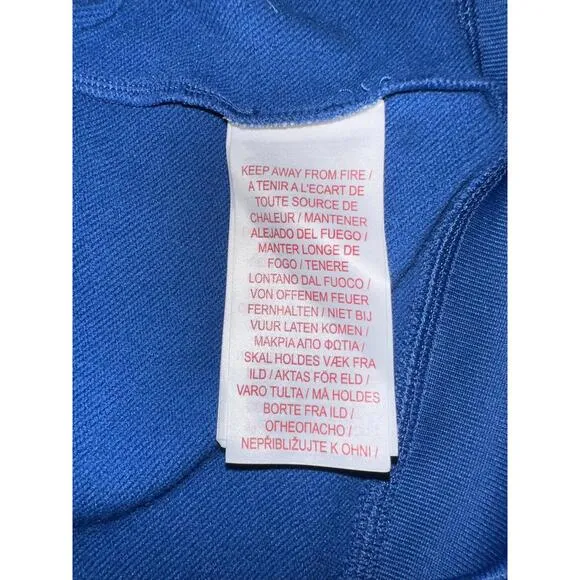 KEEP AWAY FROM FIRE /
A TENIR A L'ECART DE
TOUTE SOURCE DE
CHALEUR / MANTENER
ALEJADO DEL FUEGO /
MANTER LONGE DE
FOGO / TENERE
LONTANO DAL FUOCO /
VON OFFENEM FEUER
FERNHALTEN / NIET BIJ
VUUR LATEN KOMEN /
ΜΑΚΡΙΑ ΑΠΟ ΦΩΤΙΑ /
SKAL HOLDES VÆK FRA
ILD / AKTAS FÖR ELD /
VARO TULTA / MÅ HOLDES
BORTE FRA ILD /
ОГНЕОПАСНО /
NEPŘIBLIŽUJTE K OHNI /